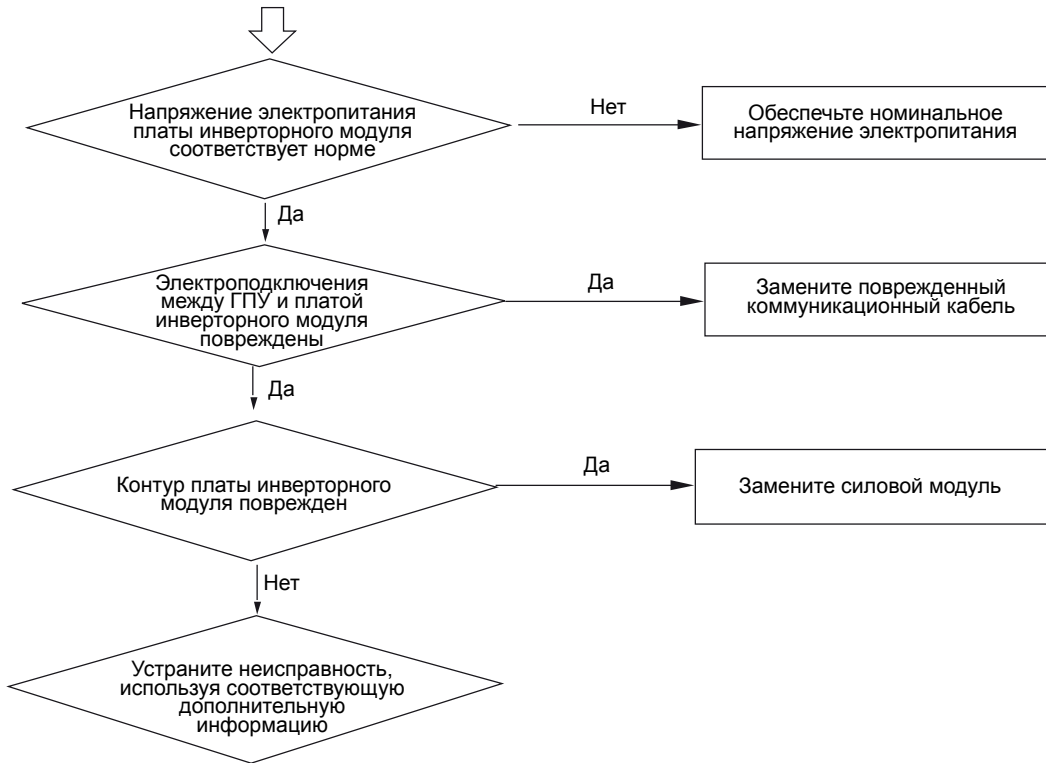 Напряжение электропитания
платы инверторного модуля
соответствует норме
Нет
Обеспечьте номинальное
напряжение электропитания
Да
Электроподключения
между ГПУ и платой
инверторного модуля
повреждены
Да
Замените поврежденный
коммуникационный кабель
Да
Контур платы инверторного
модуля поврежден
Да
Замените силовой модуль
Нет
Устраните неисправность,
используя соответствующую
дополнительную
информацию